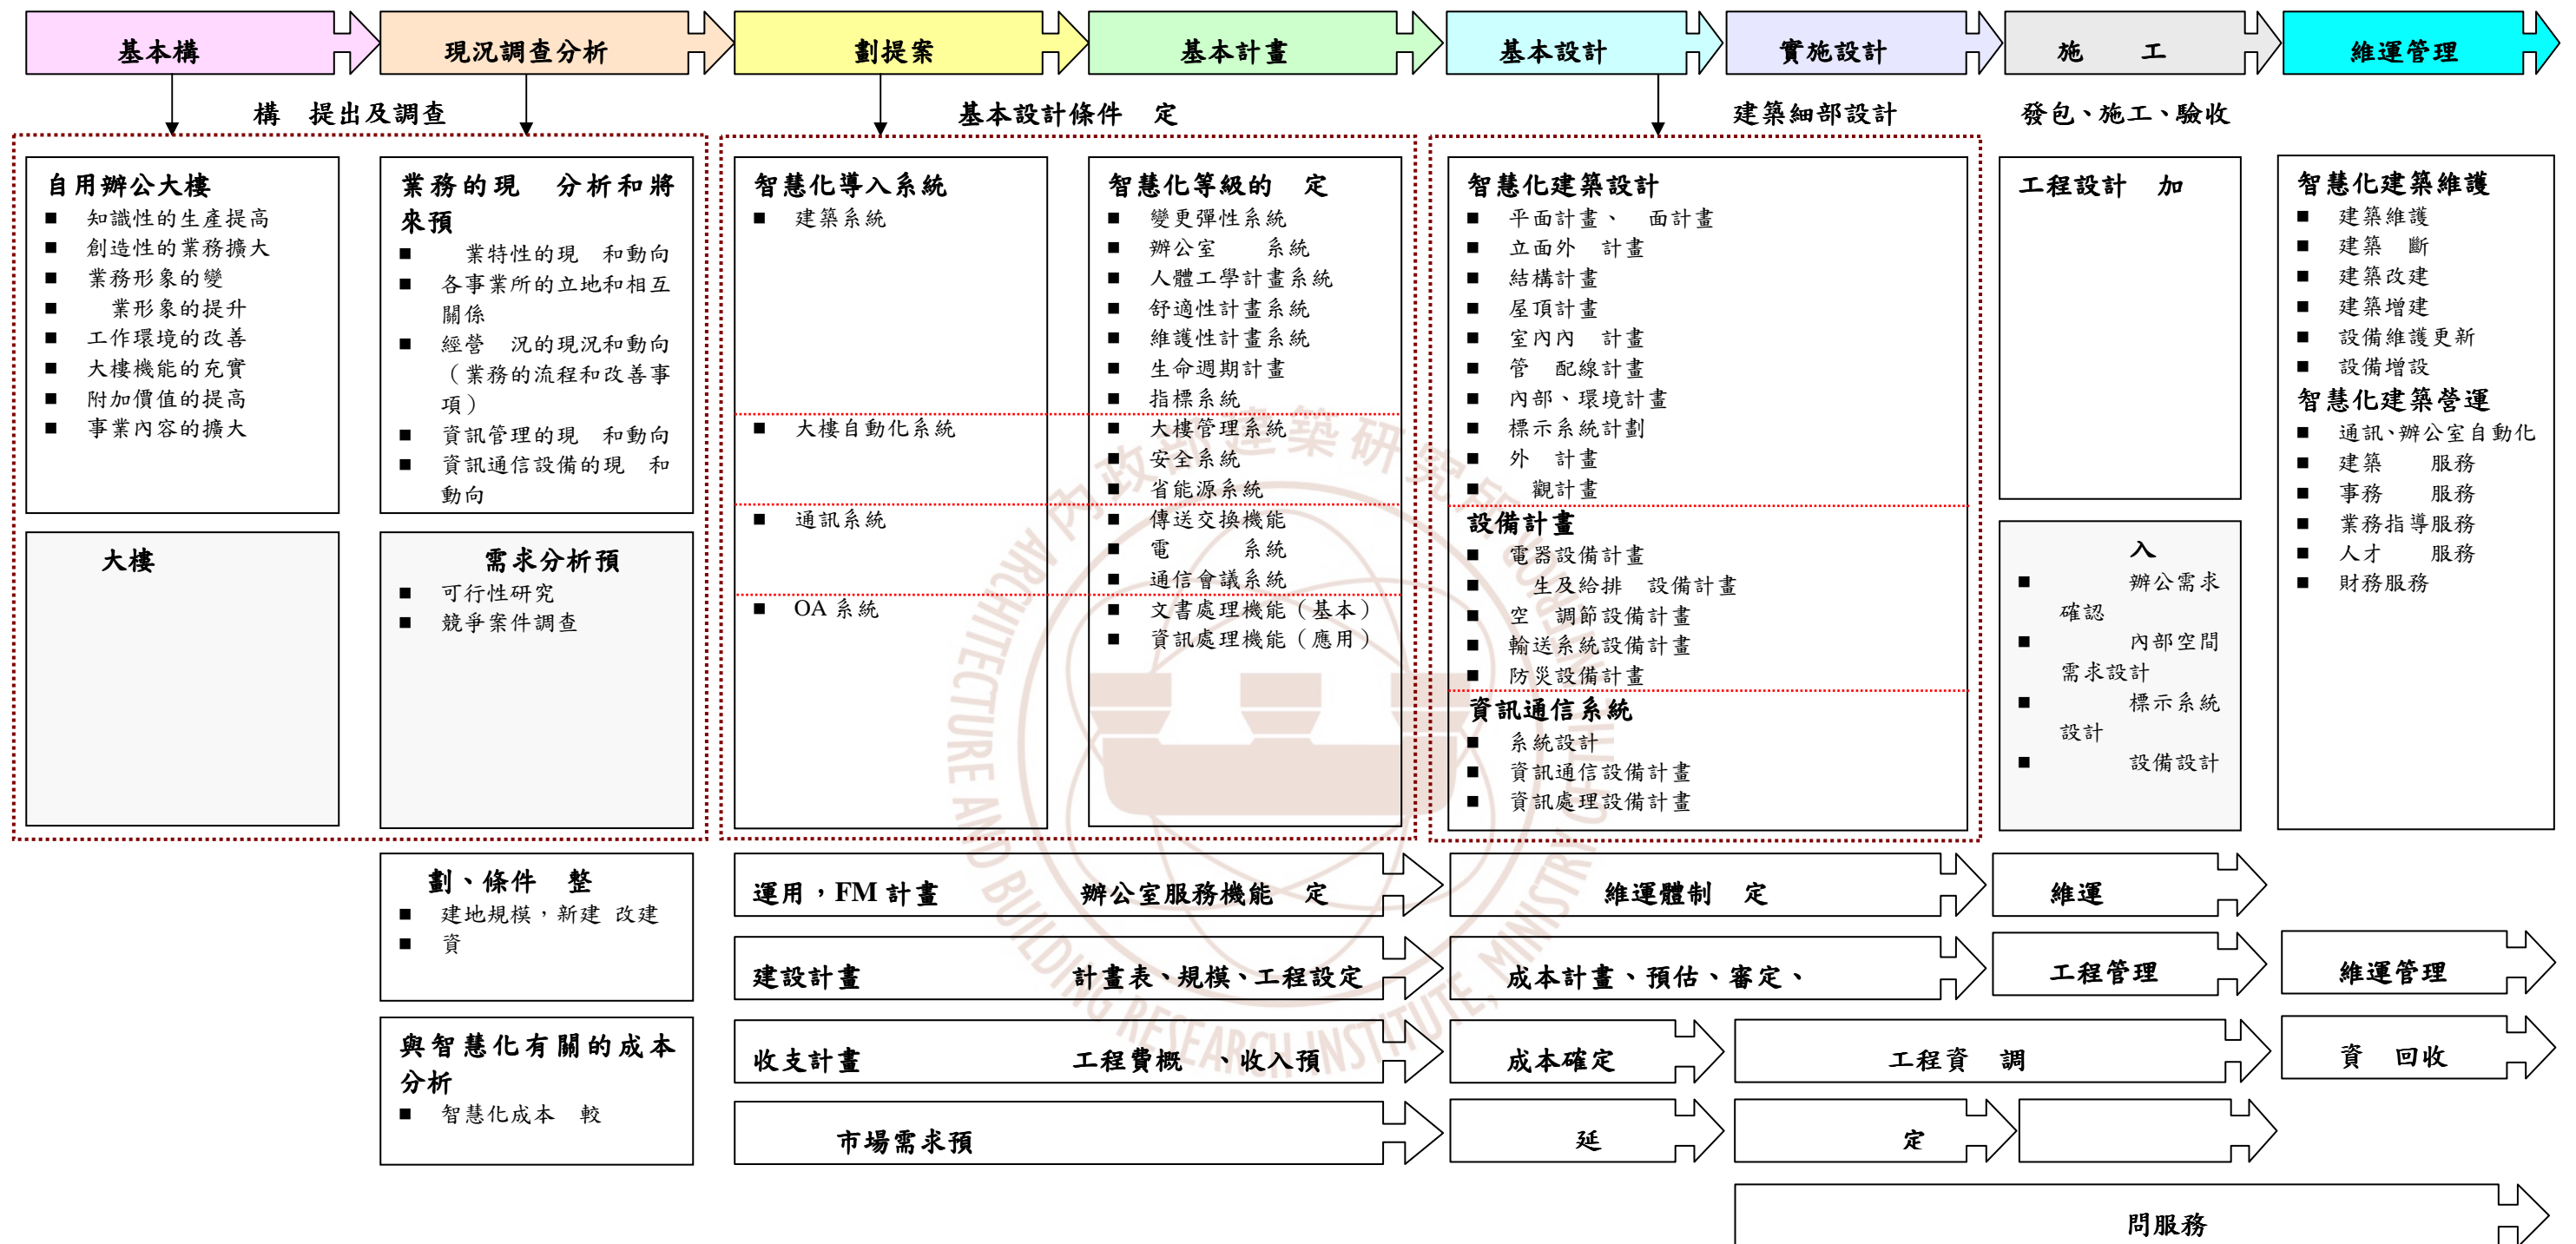 基本構
現況調查分析
劃提案
基本計畫
基本設計
實施設計
施 工
維運管理
構 提出及調查
基本設計條件 定
建築細部設計
發包、施工、驗收
自用辦公大樓
■ 知識性的生產提高
■ 創造性的業務擴大
■ 業務形象的變
■ 業形象的提升
■ 工作環境的改善
■ 大樓機能的充實
■ 附加價值的提高
■ 事業內容的擴大
大樓
業務的現 分析和將
來預
■ 業特性的現 和動向
■ 各事業所的立地和相互
關係
■ 經營 況的現況和動向
（業務的流程和改善事
項）
■ 資訊管理的現 和動向
■ 資訊通信設備的現 和
動向
需求分析預
■ 可行性研究
■ 競爭案件調查
劃、條件 整
■ 建地規模，新建 改建
■ 資
與智慧化有關的成本
分析
■ 智慧化成本 較
智慧化導入系統
■ 建築系統
■ 大樓自動化系統
■ 通訊系統
■ OA 系統
智慧化等級的 定
■ 變更彈性系統
■ 辦公室 系統
■ 人體工學計畫系統
■ 舒適性計畫系統
■ 維護性計畫系統
■ 生命週期計畫
■ 指標系統
■ 大樓管理系統
■ 安全系統
■ 省能源系統
■ 傳送交換機能
■ 電 系統
■ 通信會議系統
■ 文書處理機能（基本）
■ 資訊處理機能（應用）
智慧化建築設計
■ 平面計畫、 面計畫
■ 立面外 計畫
■ 結構計畫
■ 屋頂計畫
■ 室內內 計畫
■ 管 配線計畫
■ 內部、環境計畫
■ 標示系統計劃
■ 外 計畫
■ 觀計畫
設備計畫
■ 電器設備計畫
■ 生及給排 設備計畫
■ 空 調節設備計畫
■ 輸送系統設備計畫
■ 防災設備計畫
資訊通信系統
■ 系統設計
■ 資訊通信設備計畫
■ 資訊處理設備計畫
工程設計 加
入
■ 辦公需求
確認
■ 內部空間
需求設計
■ 標示系統
設計
■ 設備設計
智慧化建築維護
■ 建築維護
■ 建築 斷
■ 建築改建
■ 建築增建
■ 設備維護更新
■ 設備增設
智慧化建築營運
■ 通訊、辦公室自動化
■ 建築 服務
■ 事務 服務
■ 業務指導服務
■ 人才 服務
■ 財務服務
運用，FM 計畫 辦公室服務機能 定
維運體制 定
維運
建設計畫 計畫表、規模、工程設定
成本計畫、預估、審定、
工程管理
維運管理
收支計畫 工程費概 、收入預
成本確定
工程資 調
資 回收
市場需求預
延
定
問服務
內政部建築研究所
ARCHITECTURE AND BUILDING RESEARCH INSTITUTE, MINISTRY OF THE INTERIOR